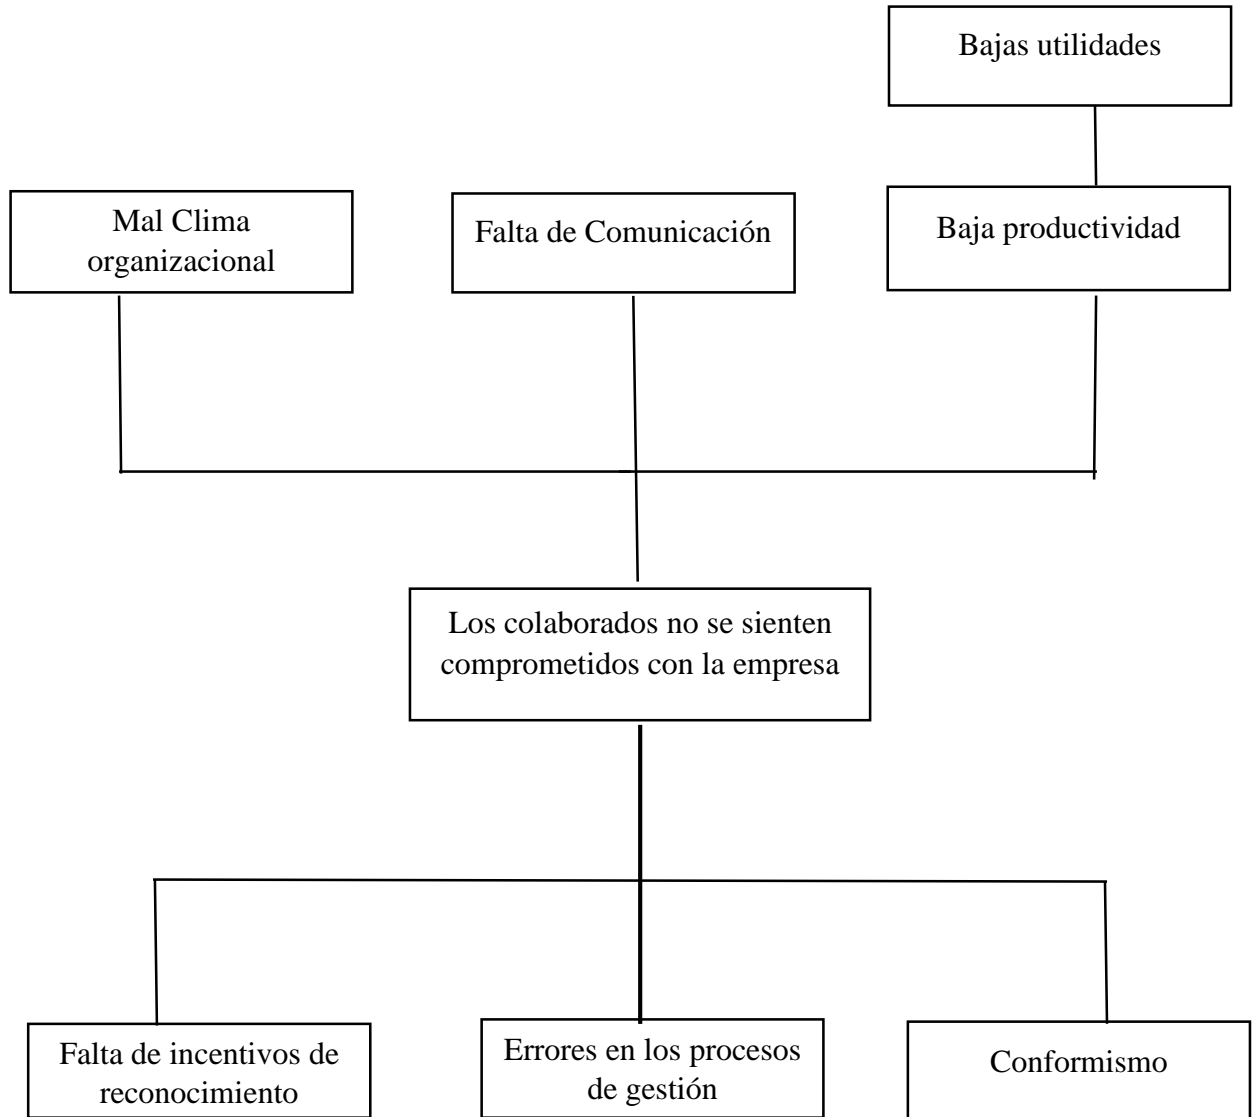 Bajas utilidades
Mal Clima
organizacional
Falta de Comunicación
Baja productividad
Los colaborados no se sienten
comprometidos con la empresa
Falta de incentivos de
reconocimiento
Errores en los procesos
de gestión
Conformismo